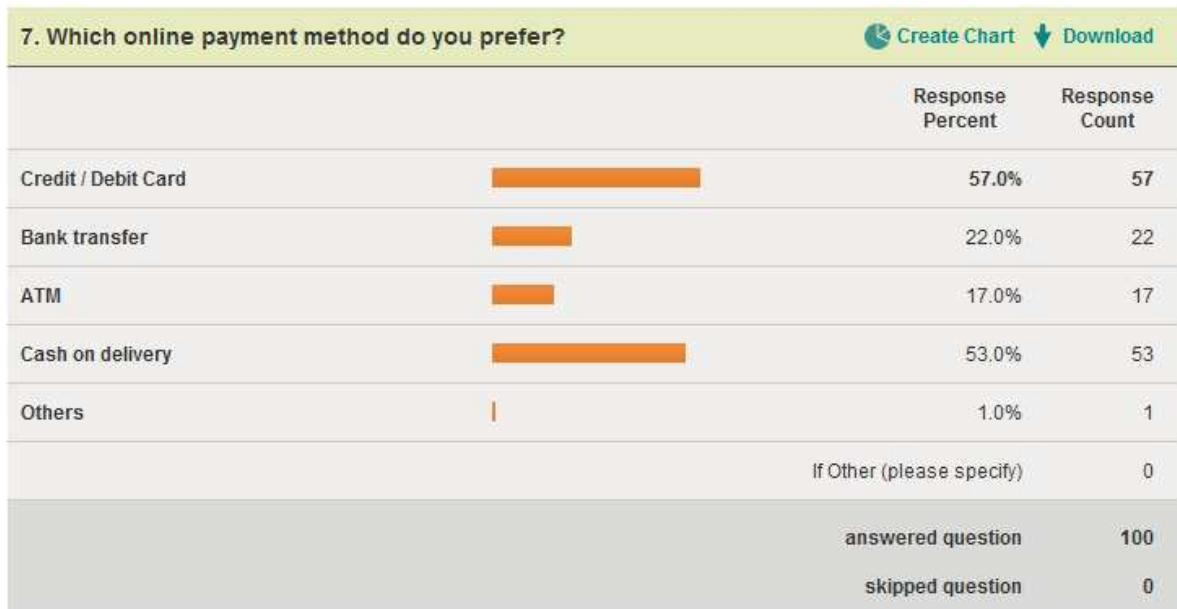 7. Which online payment method do you prefer? Create Chart Download
Response Percent Response Count
Credit / Debit Card 57.0% 57
Bank transfer 22.0% 22
ATM 17.0% 17
Cash on delivery 53.0% 53
Others 1.0% 1
If Other (please specify) 0
answered question 100
skipped question 0